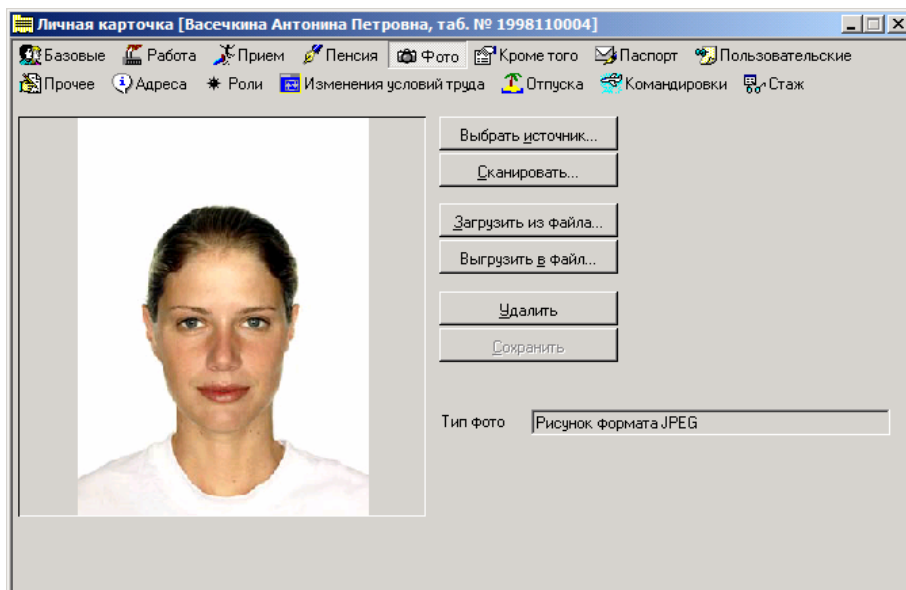 Личная карточка [Васечкина Антонина Петровна, таб. № 1998110004]
Базовые Работа Прием Пенсия Фото Кроме того Паспорт Пользовательские
Прочее Адреса Роли Изменения условий труда Отпуска Командировки Стаж
Выбрать источник...
Сканировать...
Загрузить из файла...
Выгрузить в файл...
Удалить
Сохранить
Тип фото Рисунок формата JPEG